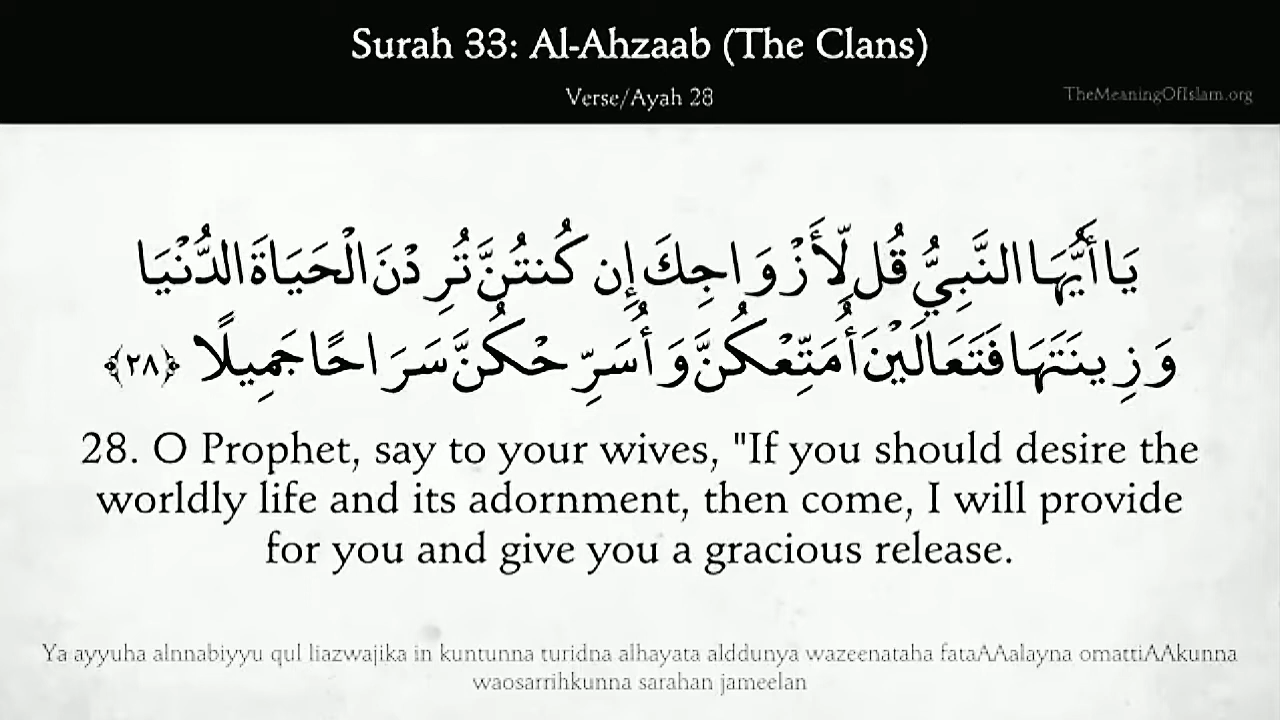 Surah 33: Al-Ahzaab (The Clans)
Verse/Ayah 28
TheMeaningOfIslam.org
يَا أَيُّهَا النَّبِيُّ قُل لِّأَزْوَاجِكَ إِن كُنتُنَّ تُرِدْنَ الْحَيَاةَ الدُّنْيَا
وَزِينَتَهَا فَتَعَالَيْنَ أُمَتِّعْكُنَّ وَأُسَرِّحْكُنَّ سَرَاحًا جَمِيلًا ﴿٢٨﴾
28. O Prophet, say to your wives, "If you should desire the
worldly life and its adornment, then come, I will provide
for you and give you a gracious release.
Ya ayyuha alnnabiyyu qul liazwajika in kuntunna turidna alhayata alddunya wazeenataha fataAAalayna omattiAAkunna
waosarrihkunna sarahan jameelan